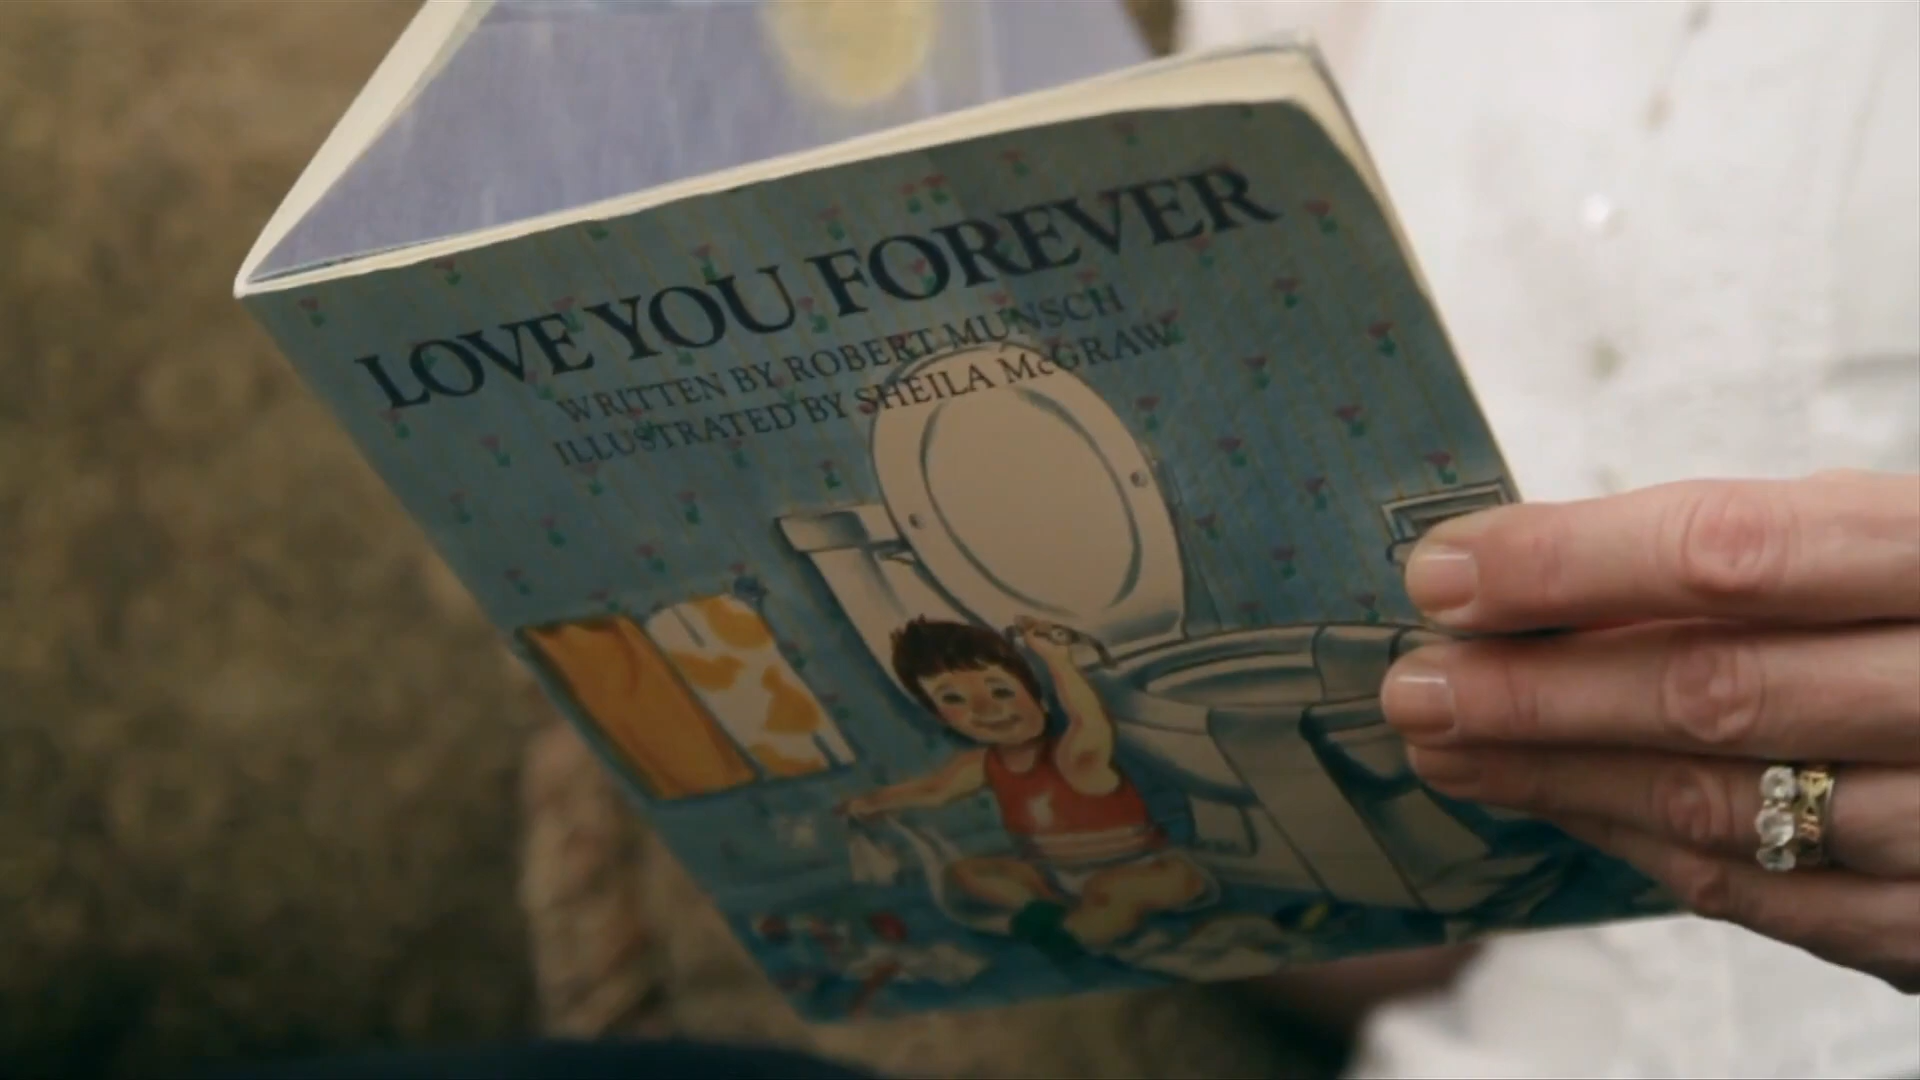 LOVE YOU FOREVER
WRITTEN BY ROBERT MUNSCH
ILLUSTRATED BY SHEILA McGRAW